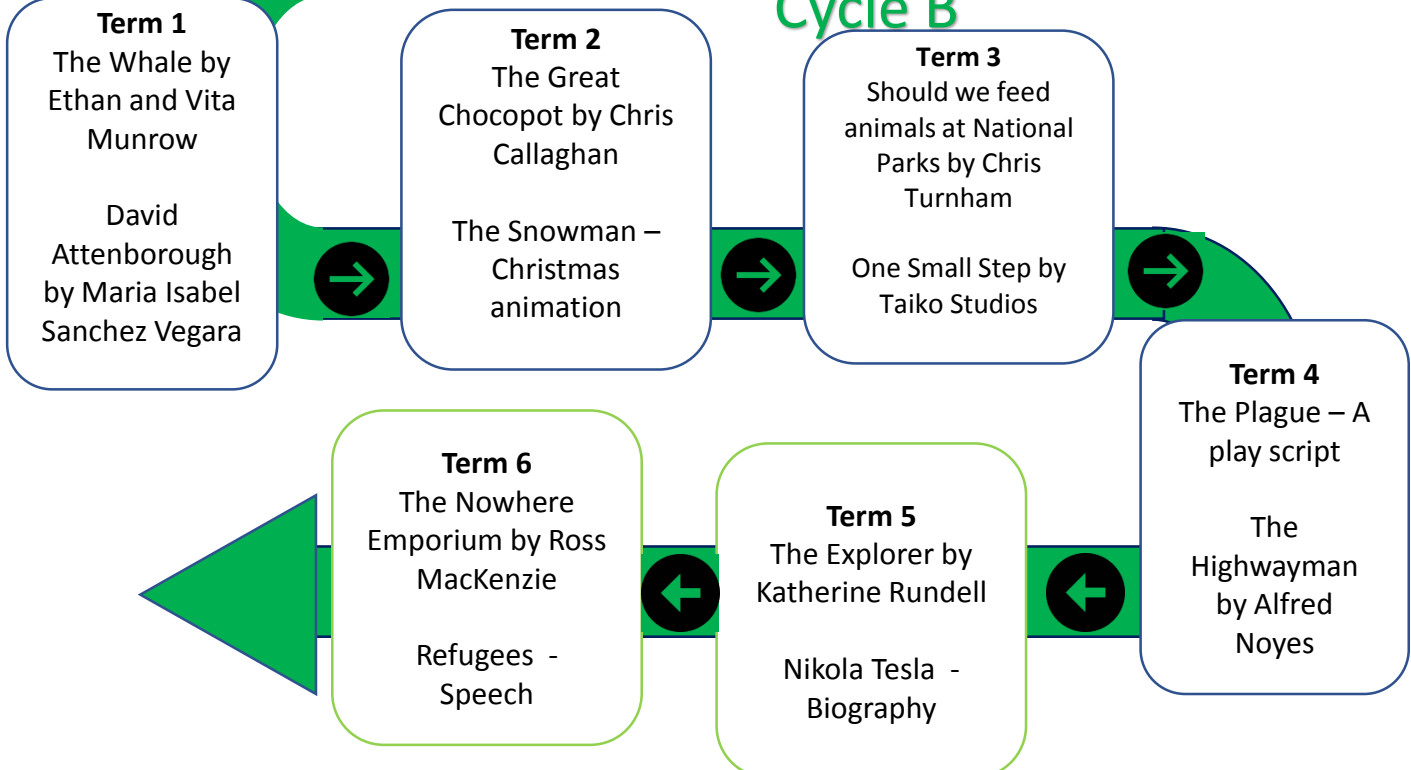 Cycle B
Term 1
The Whale by
Ethan and Vita
Munrow
David
Attenborough
by Maria Isabel
Sanchez Vegara
Term 2
The Great
Chocopot by Chris
Callaghan
The Snowman –
Christmas
animation
Term 3
Should we feed
animals at National
Parks by Chris
Turnham
One Small Step by
Taiko Studios
Term 4
The Plague – A
play script
The
Highwayman
by Alfred
Noyes
Term 5
The Explorer by
Katherine Rundell
Nikola Tesla -
Biography
Term 6
The Nowhere
Emporium by Ross
MacKenzie
Refugees -
Speech